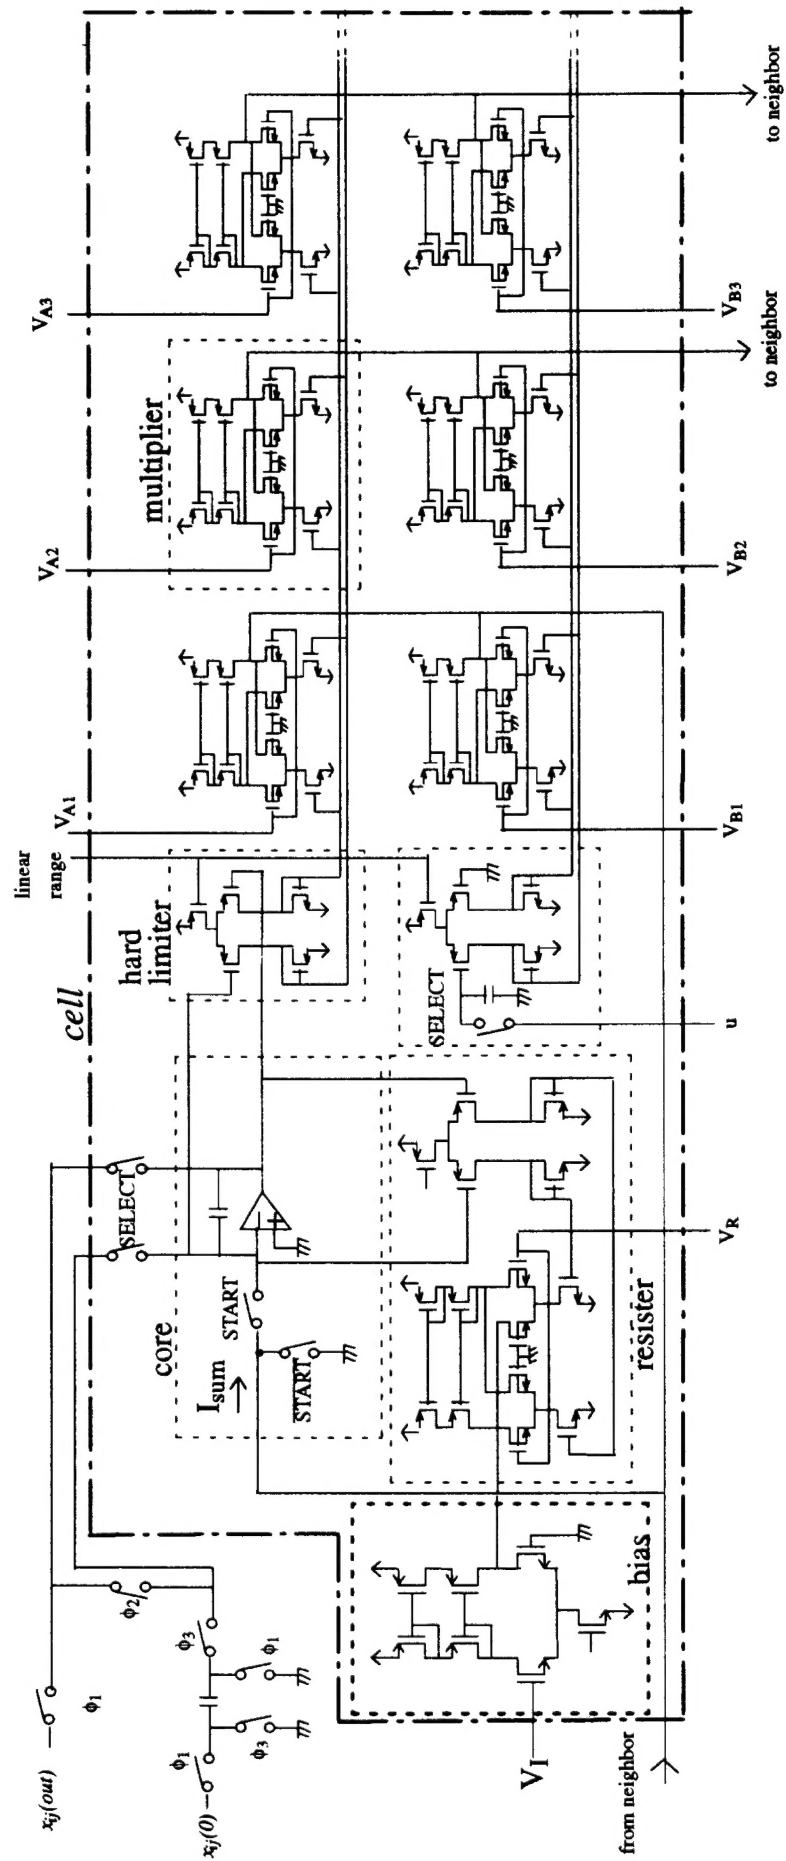 x_ij(out)
φ₁
x_ij(0)
φ₁
φ₃
φ₃
φ₁
φ₂
cell
linear
range
V_A1
V_A2
V_A3
SELECT
core
I_sum
START
S̅T̅A̅R̅T̅
hard
limiter
multiplier
SELECT
V_I
bias
resister
V_R
u
V_B1
V_B2
V_B3
from neighbor
to neighbor
to neighbor